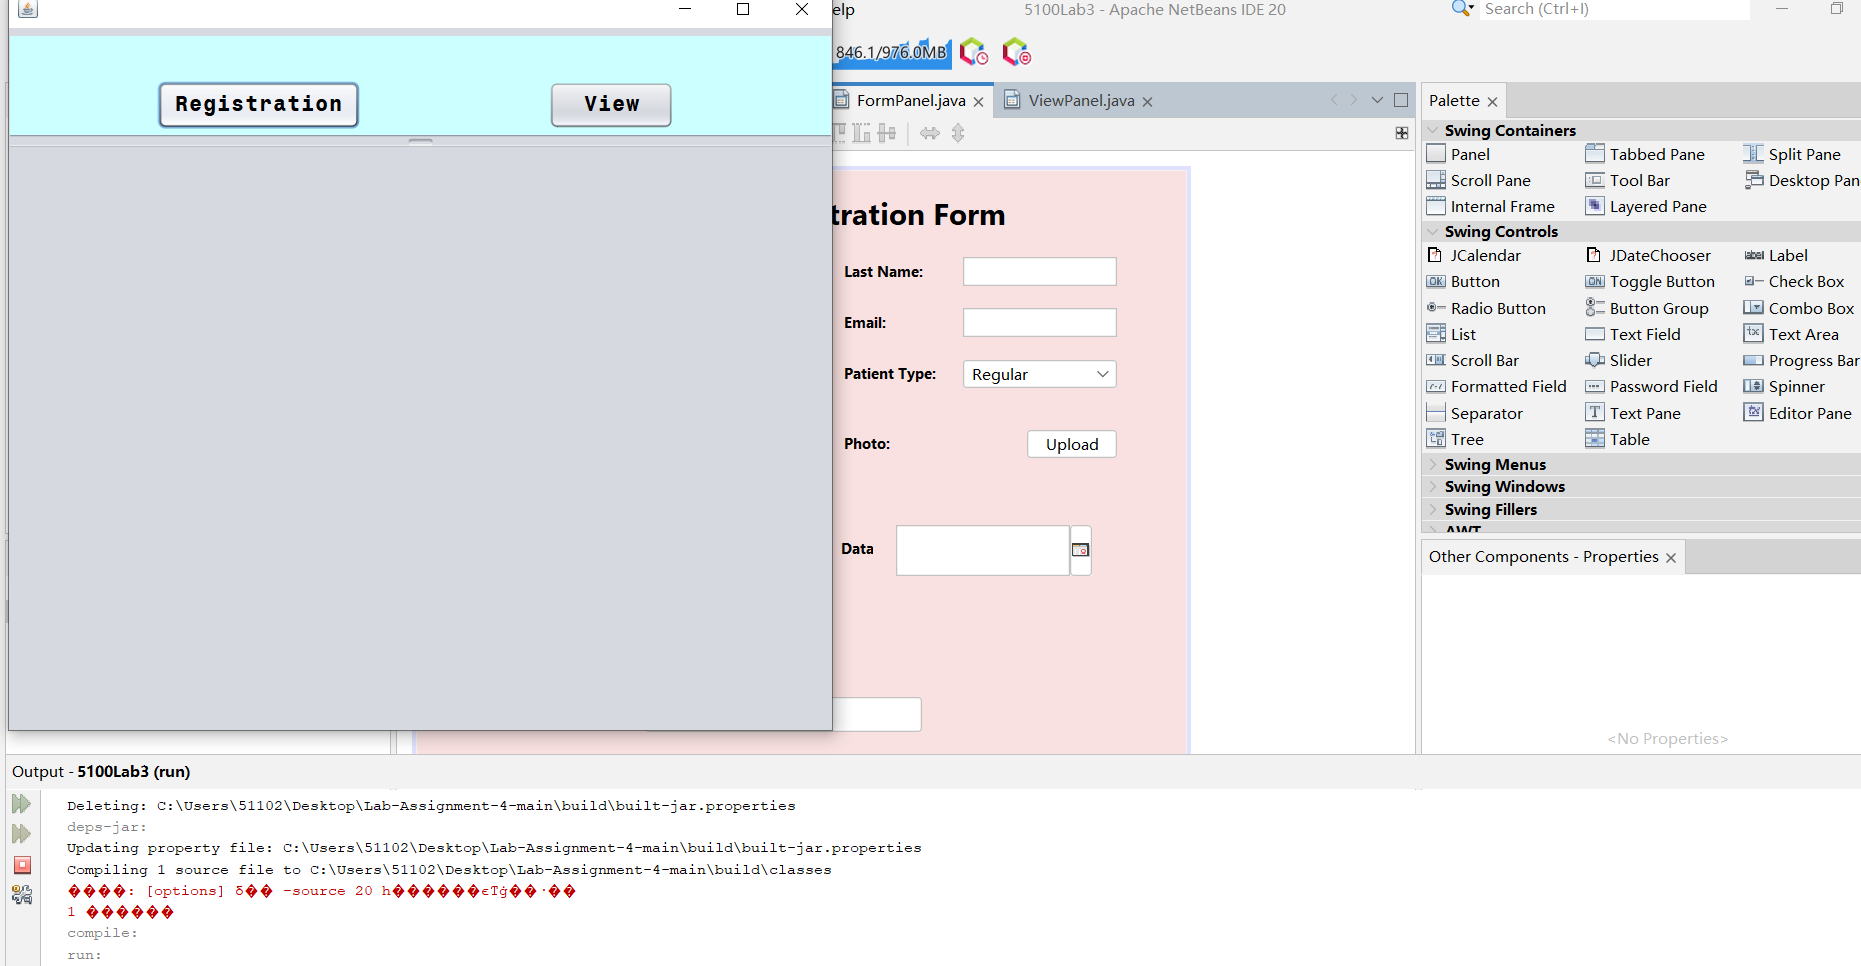 elp
5100Lab3 - Apache NetBeans IDE 20
Search (Ctrl+I)
846.1/976.0MB
Registration
View
FormPanel.java
ViewPanel.java
Palette
Swing Containers
Panel
Tabbed Pane
Split Pane
Scroll Pane
Tool Bar
Desktop Pan
Internal Frame
Layered Pane
Swing Controls
JCalendar
JDateChooser
Label
Button
Toggle Button
Check Box
Radio Button
Button Group
Combo Box
List
Text Field
Text Area
Scroll Bar
Slider
Progress Bar
Formatted Field
Password Field
Spinner
Separator
Text Pane
Editor Pane
Tree
Table
Swing Menus
Swing Windows
Swing Fillers
AWT
tration Form
Last Name:
Email:
Patient Type:
Regular
Photo:
Upload
Data
Other Components - Properties
<No Properties>
Output - 5100Lab3 (run)
Deleting: C:\Users\51102\Desktop\Lab-Assignment-4-main\build\built-jar.properties
deps-jar:
Updating property file: C:\Users\51102\Desktop\Lab-Assignment-4-main\build\built-jar.properties
Compiling 1 source file to C:\Users\51102\Desktop\Lab-Assignment-4-main\build\classes
����: [options] δ�� -source 20 һ������ϵTģ��·��
1 ������
compile:
run: